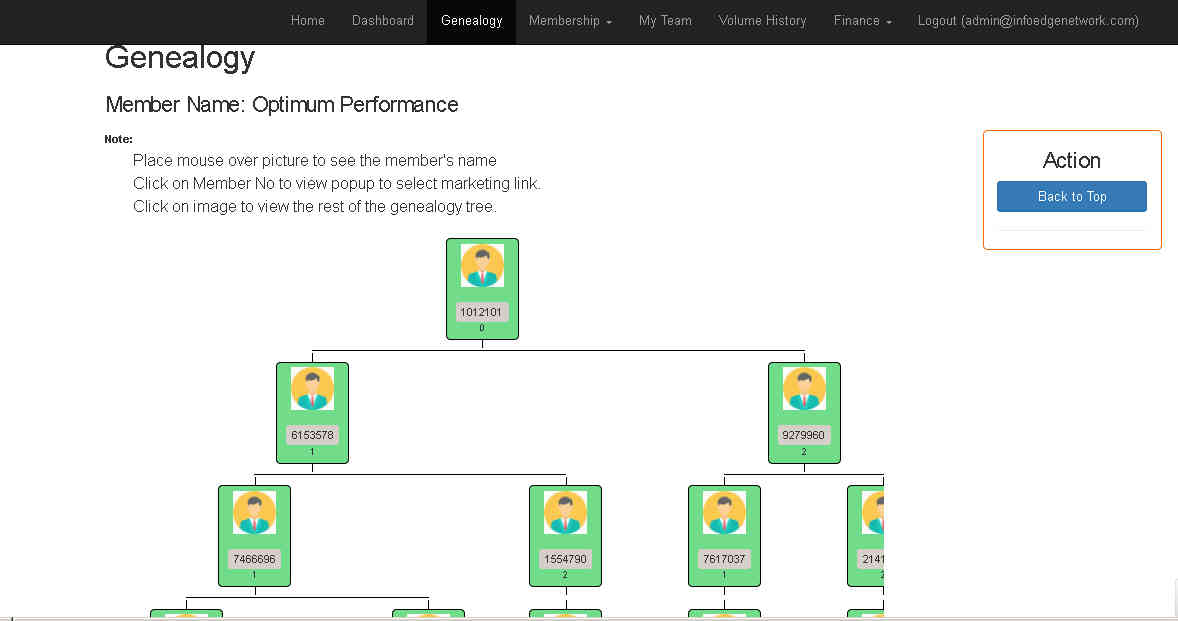 Home Dashboard Genealogy Membership My Team Volume History Finance Logout (admin@infoedgenetwork.com)
Genealogy
Member Name: Optimum Performance
Note:
Place mouse over picture to see the member's name
Click on Member No to view popup to select marketing link.
Click on image to view the rest of the genealogy tree.
Action
Back to Top
1012101
0
6153578
1
9279960
2
7466696
1
1554790
2
7617037
1
2141
2